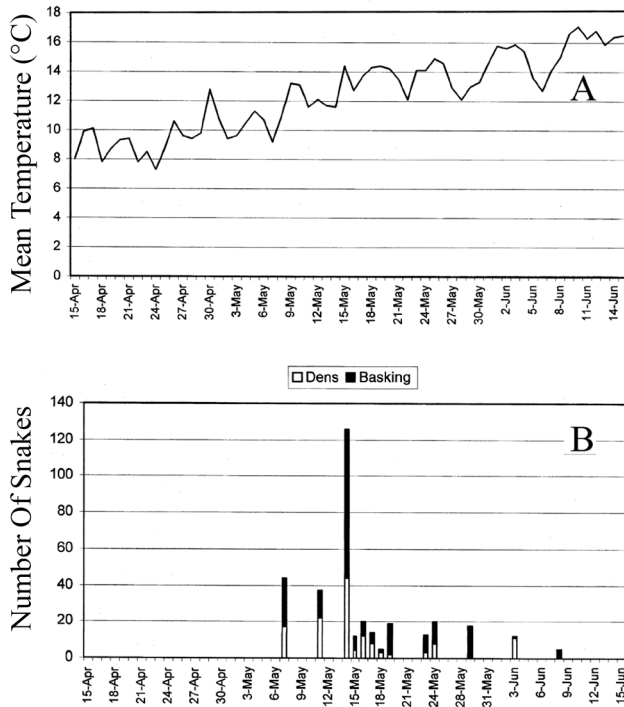 Mean Temperature (°C)
18
16
14
12
10
8
6
4
2
0
A
15-Apr
18-Apr
21-Apr
24-Apr
27-Apr
30-Apr
3-May
6-May
9-May
12-May
15-May
18-May
21-May
24-May
27-May
30-May
2-Jun
5-Jun
8-Jun
11-Jun
14-Jun
Dens Basking
Number Of Snakes
140
120
100
80
60
40
20
0
B
15-Apr
18-Apr
21-Apr
24-Apr
27-Apr
30-Apr
3-May
6-May
9-May
12-May
15-May
18-May
21-May
24-May
28-May
31-May
3-Jun
6-Jun
9-Jun
12-Jun
15-Jun